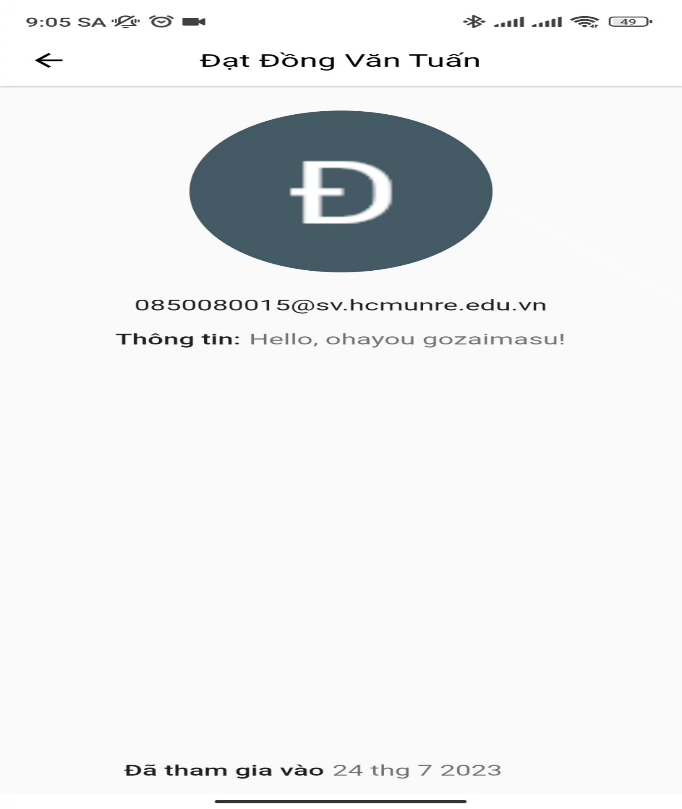 9:05 SA 49
Đạt Đồng Văn Tuấn
Đ
0850080015@sv.hcmunre.edu.vn
Thông tin: Hello, ohayou gozaimasu!
Đã tham gia vào 24 thg 7 2023